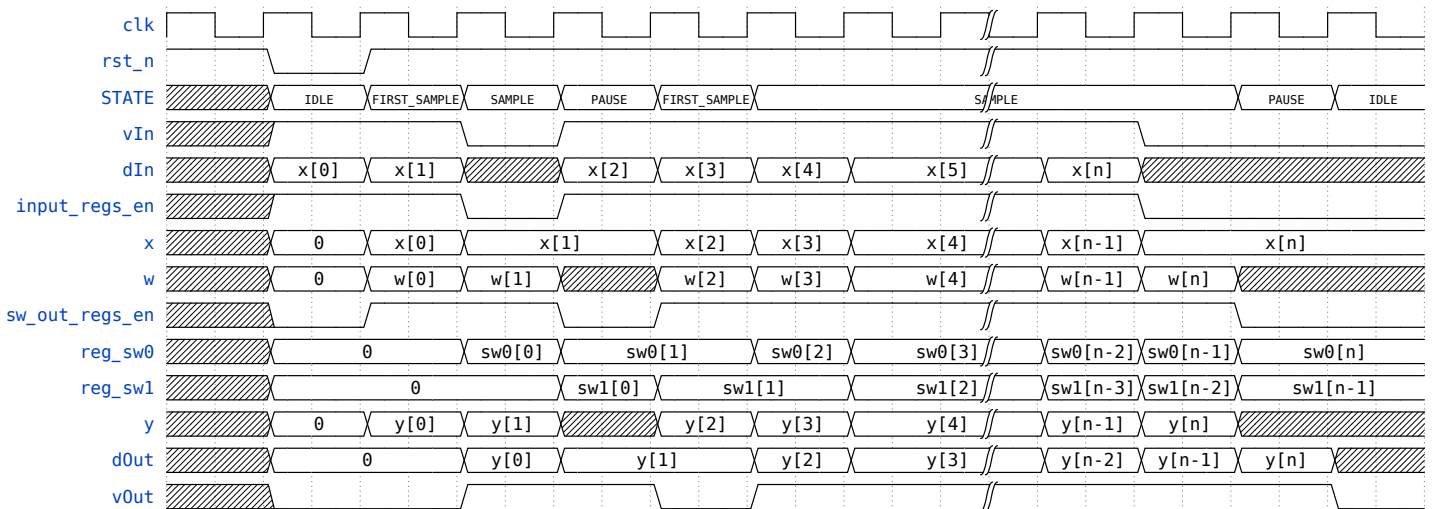 clk
rst_n
STATE IDLE FIRST_SAMPLE SAMPLE PAUSE FIRST_SAMPLE SAMPLE PAUSE IDLE
vIn
dIn x[0] x[1] x[2] x[3] x[4] x[5] x[n]
input_regs_en
x 0 x[0] x[1] x[2] x[3] x[4] x[n-1] x[n]
w 0 w[0] w[1] w[2] w[3] w[4] w[n-1] w[n]
sw_out_regs_en
reg_sw0 0 sw0[0] sw0[1] sw0[2] sw0[3] sw0[n-2] sw0[n-1] sw0[n]
reg_sw1 0 sw1[0] sw1[1] sw1[2] sw1[n-3] sw1[n-2] sw1[n-1]
y 0 y[0] y[1] y[2] y[3] y[4] y[n-1] y[n]
dOut 0 y[0] y[1] y[2] y[3] y[n-2] y[n-1] y[n]
vOut